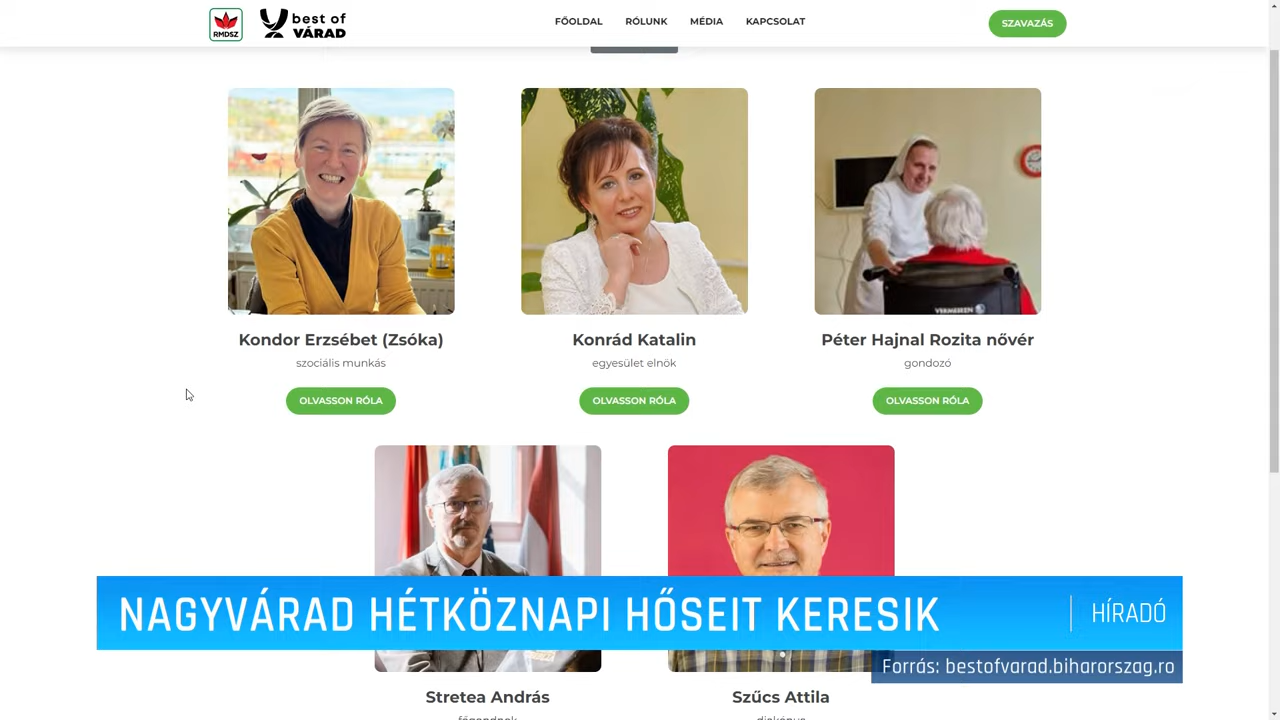 RMDSZ
best of
VÁRAD
FŐOLDAL RÓLUNK MÉDIA KAPCSOLAT
SZAVAZÁS
Kondor Erzsébet (Zsóka)
szociális munkás
OLVASSON RÓLA
Konrád Katalin
egyesület elnök
OLVASSON RÓLA
VERMEIREN
Péter Hajnal Rozita nővér
gondozó
OLVASSON RÓLA
NAGYVÁRAD HÉTKÖZNAPI HŐSEIT KERESIK
HÍRADÓ
Forrás: bestofvarad.biharorszag.ro
Stretea András
Szűcs Attila